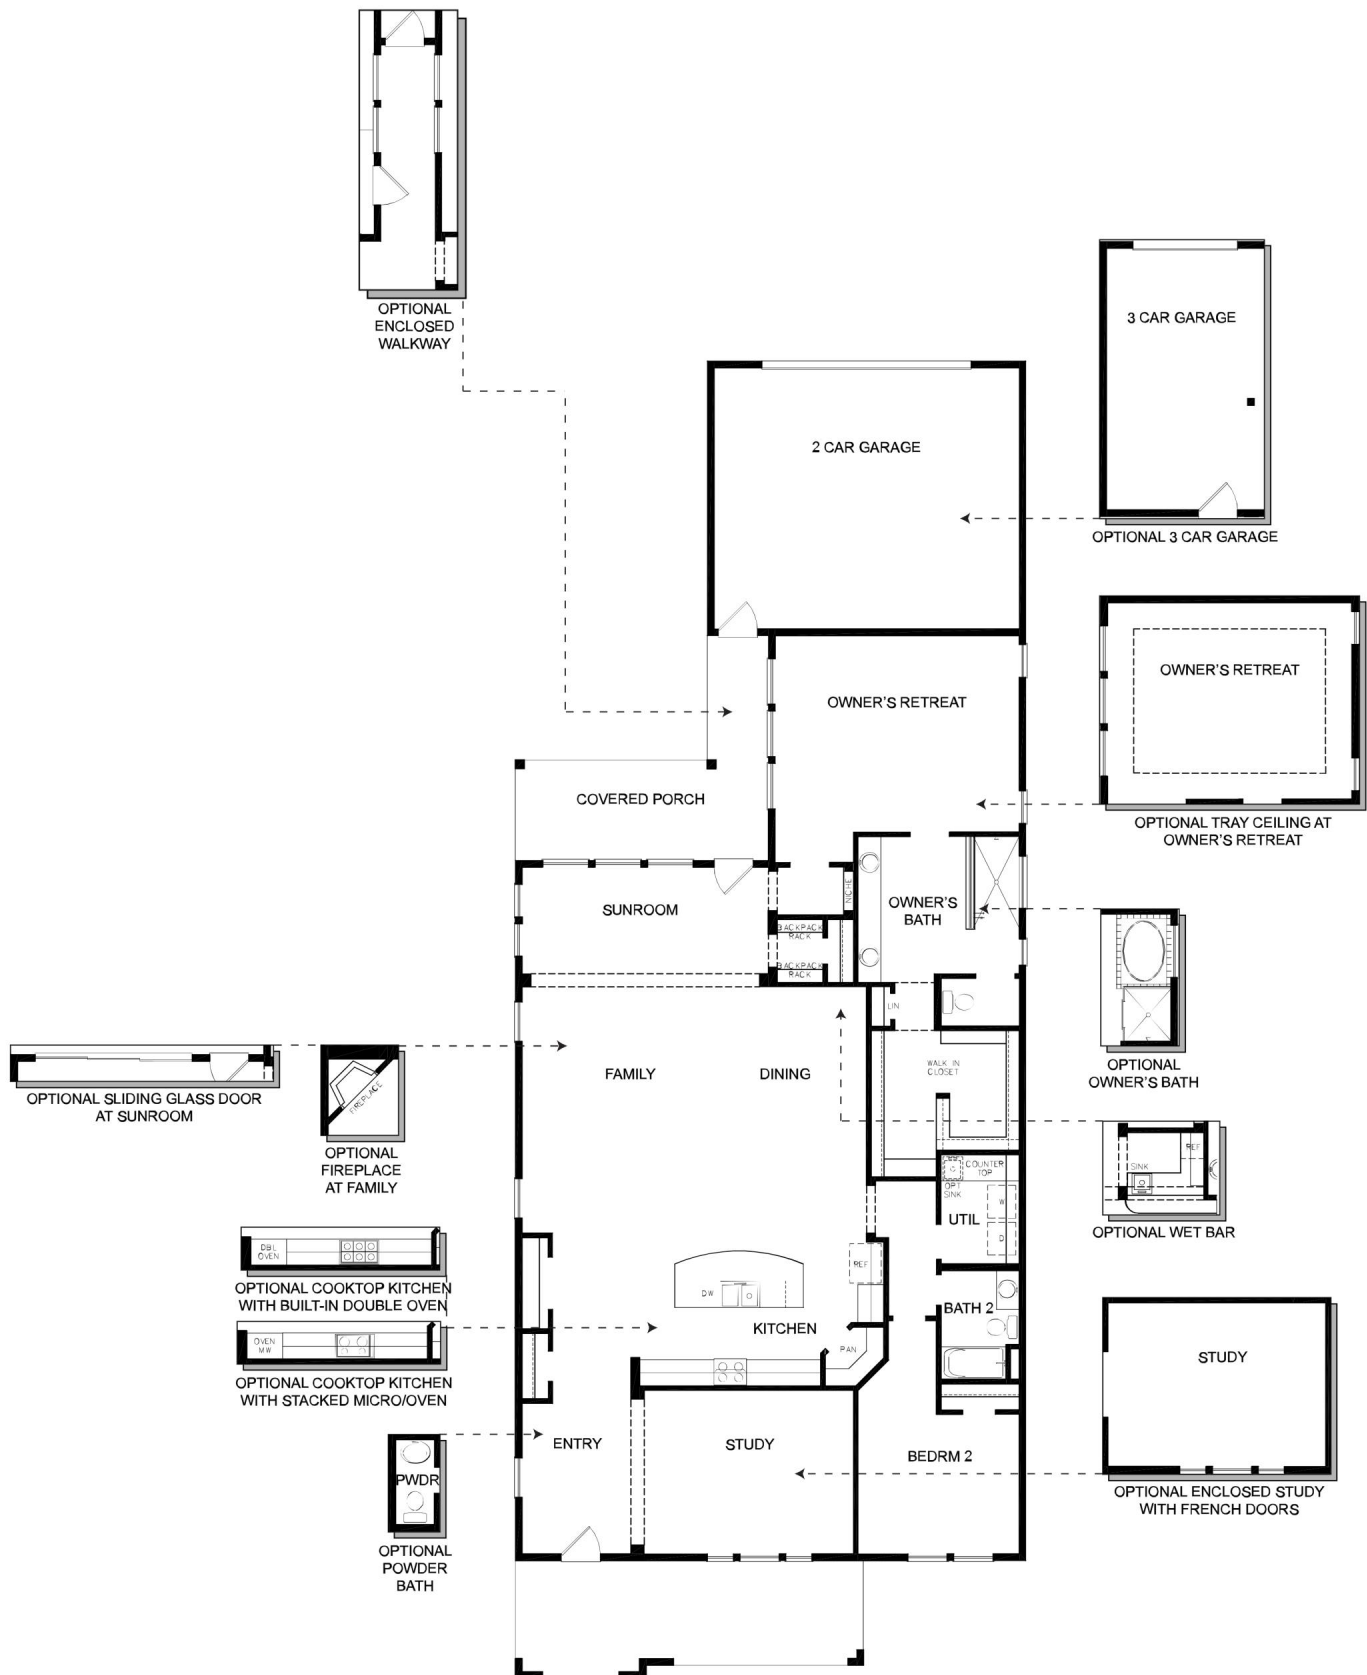 OPTIONAL
ENCLOSED
WALKWAY
3 CAR GARAGE
OPTIONAL 3 CAR GARAGE
2 CAR GARAGE
OWNER'S RETREAT
OWNER'S RETREAT
OPTIONAL TRAY CEILING AT
OWNER'S RETREAT
COVERED PORCH
SUNROOM
NICHE
BACKPACK
RACK
BACKPACK
RACK
OWNER'S
BATH
OPTIONAL
OWNER'S BATH
LIN
WALK IN
CLOSET
FAMILY
DINING
OPTIONAL SLIDING GLASS DOOR
AT SUNROOM
FIREPLACE
OPTIONAL
FIREPLACE
AT FAMILY
SINK
REF
OPTIONAL WET BAR
COUNTER
TOP
OPT
SINK
W
D
UTIL
DBL
OVEN
OPTIONAL COOKTOP KITCHEN
WITH BUILT-IN DOUBLE OVEN
OVEN
MW
OPTIONAL COOKTOP KITCHEN
WITH STACKED MICRO/OVEN
REF
DW
KITCHEN
PAN
BATH 2
STUDY
OPTIONAL ENCLOSED STUDY
WITH FRENCH DOORS
ENTRY
STUDY
BEDRM 2
PWDR
OPTIONAL
POWDER
BATH